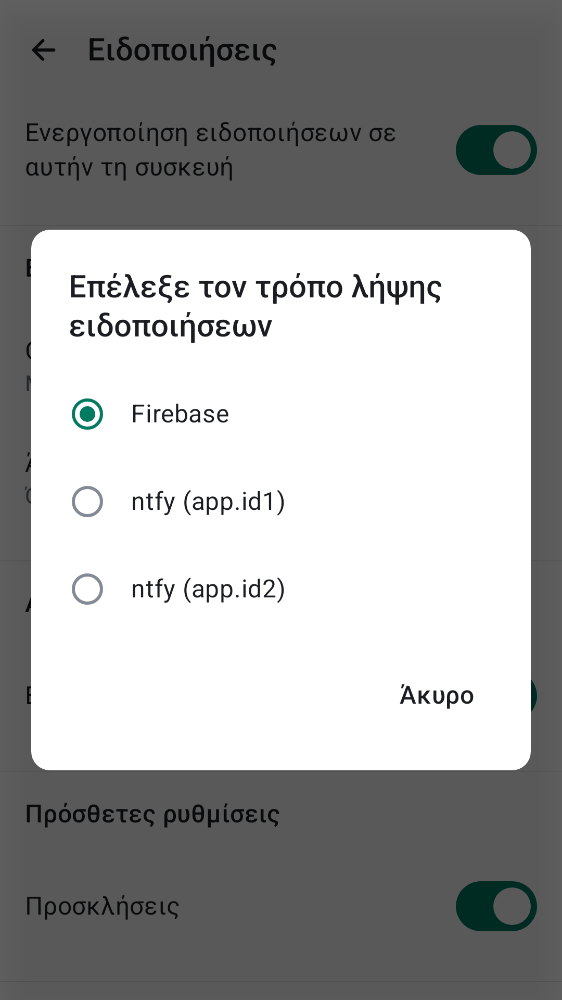 Ειδοποιήσεις
Ενεργοποίηση ειδοποιήσεων σε
αυτήν τη συσκευή
Επέλεξε τον τρόπο λήψης
ειδοποιήσεων
Firebase
ntfy (app.id1)
ntfy (app.id2)
Άκυρο
Πρόσθετες ρυθμίσεις
Προσκλήσεις